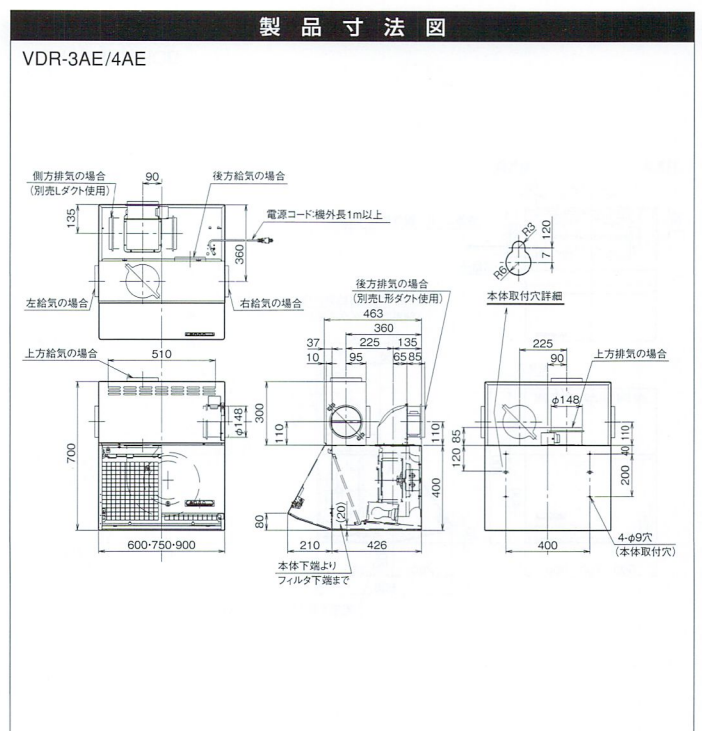 製品寸法図
VDR-3AE/4AE
側方排気の場合
(別売Lダクト使用)
90
後方給気の場合
135
電源コード:機外長1m以上
360
左給気の場合
右給気の場合
R3
120
7
R6
本体取付穴詳細
後方排気の場合
(別売L形ダクト使用)
463
360
37
225
135
10
95
65
85
上方給気の場合
510
φ148
300
110
700
110
400
80
(20)
600・750・900
210
426
本体下端より
フィルタ下端まで
225
90
上方排気の場合
φ148
85
110
120
40
200
400
4-φ9穴
(本体取付穴)